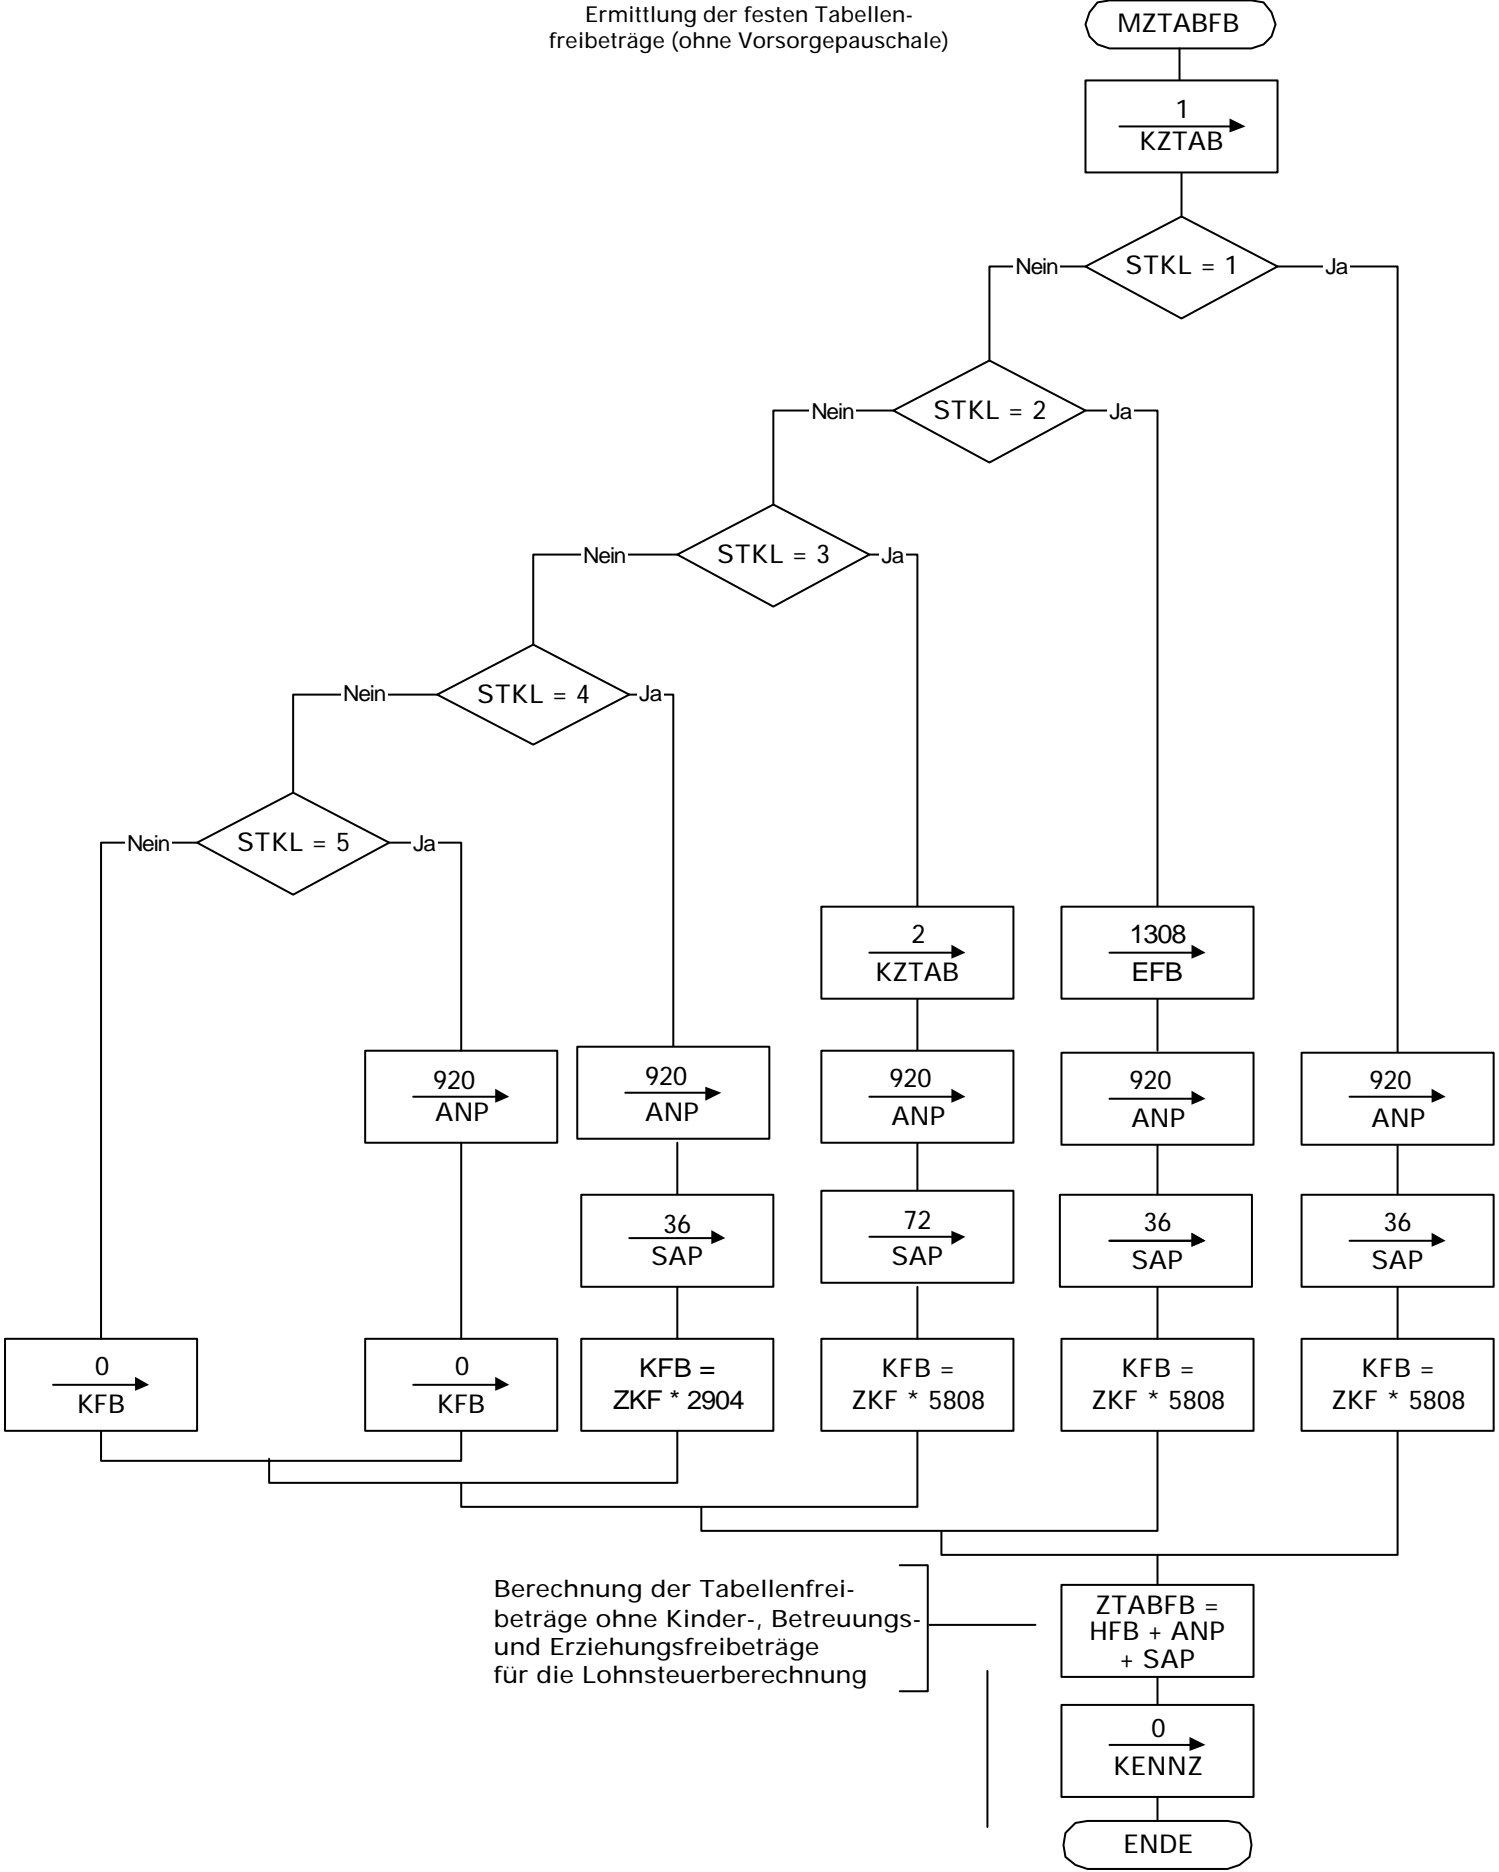 Ermittlung der festen Tabellen-
freibeträge (ohne Vorsorgepauschale)
MZTABFB
1
KZTAB
Nein
STKL = 1
Ja
Nein
STKL = 2
Ja
Nein
STKL = 3
Ja
Nein
STKL = 4
Ja
Nein
STKL = 5
Ja
2
KZTAB
1308
EFB
920
ANP
920
ANP
920
ANP
920
ANP
920
ANP
36
SAP
72
SAP
36
SAP
36
SAP
0
KFB
0
KFB
KFB =
ZKF * 2904
KFB =
ZKF * 5808
KFB =
ZKF * 5808
KFB =
ZKF * 5808
Berechnung der Tabellenfrei-
beträge ohne Kinder-, Betreuungs-
und Erziehungsfreibeträge
für die Lohnsteuerberechnung
ZTABFB =
HFB + ANP
+ SAP
0
KENNZ
ENDE